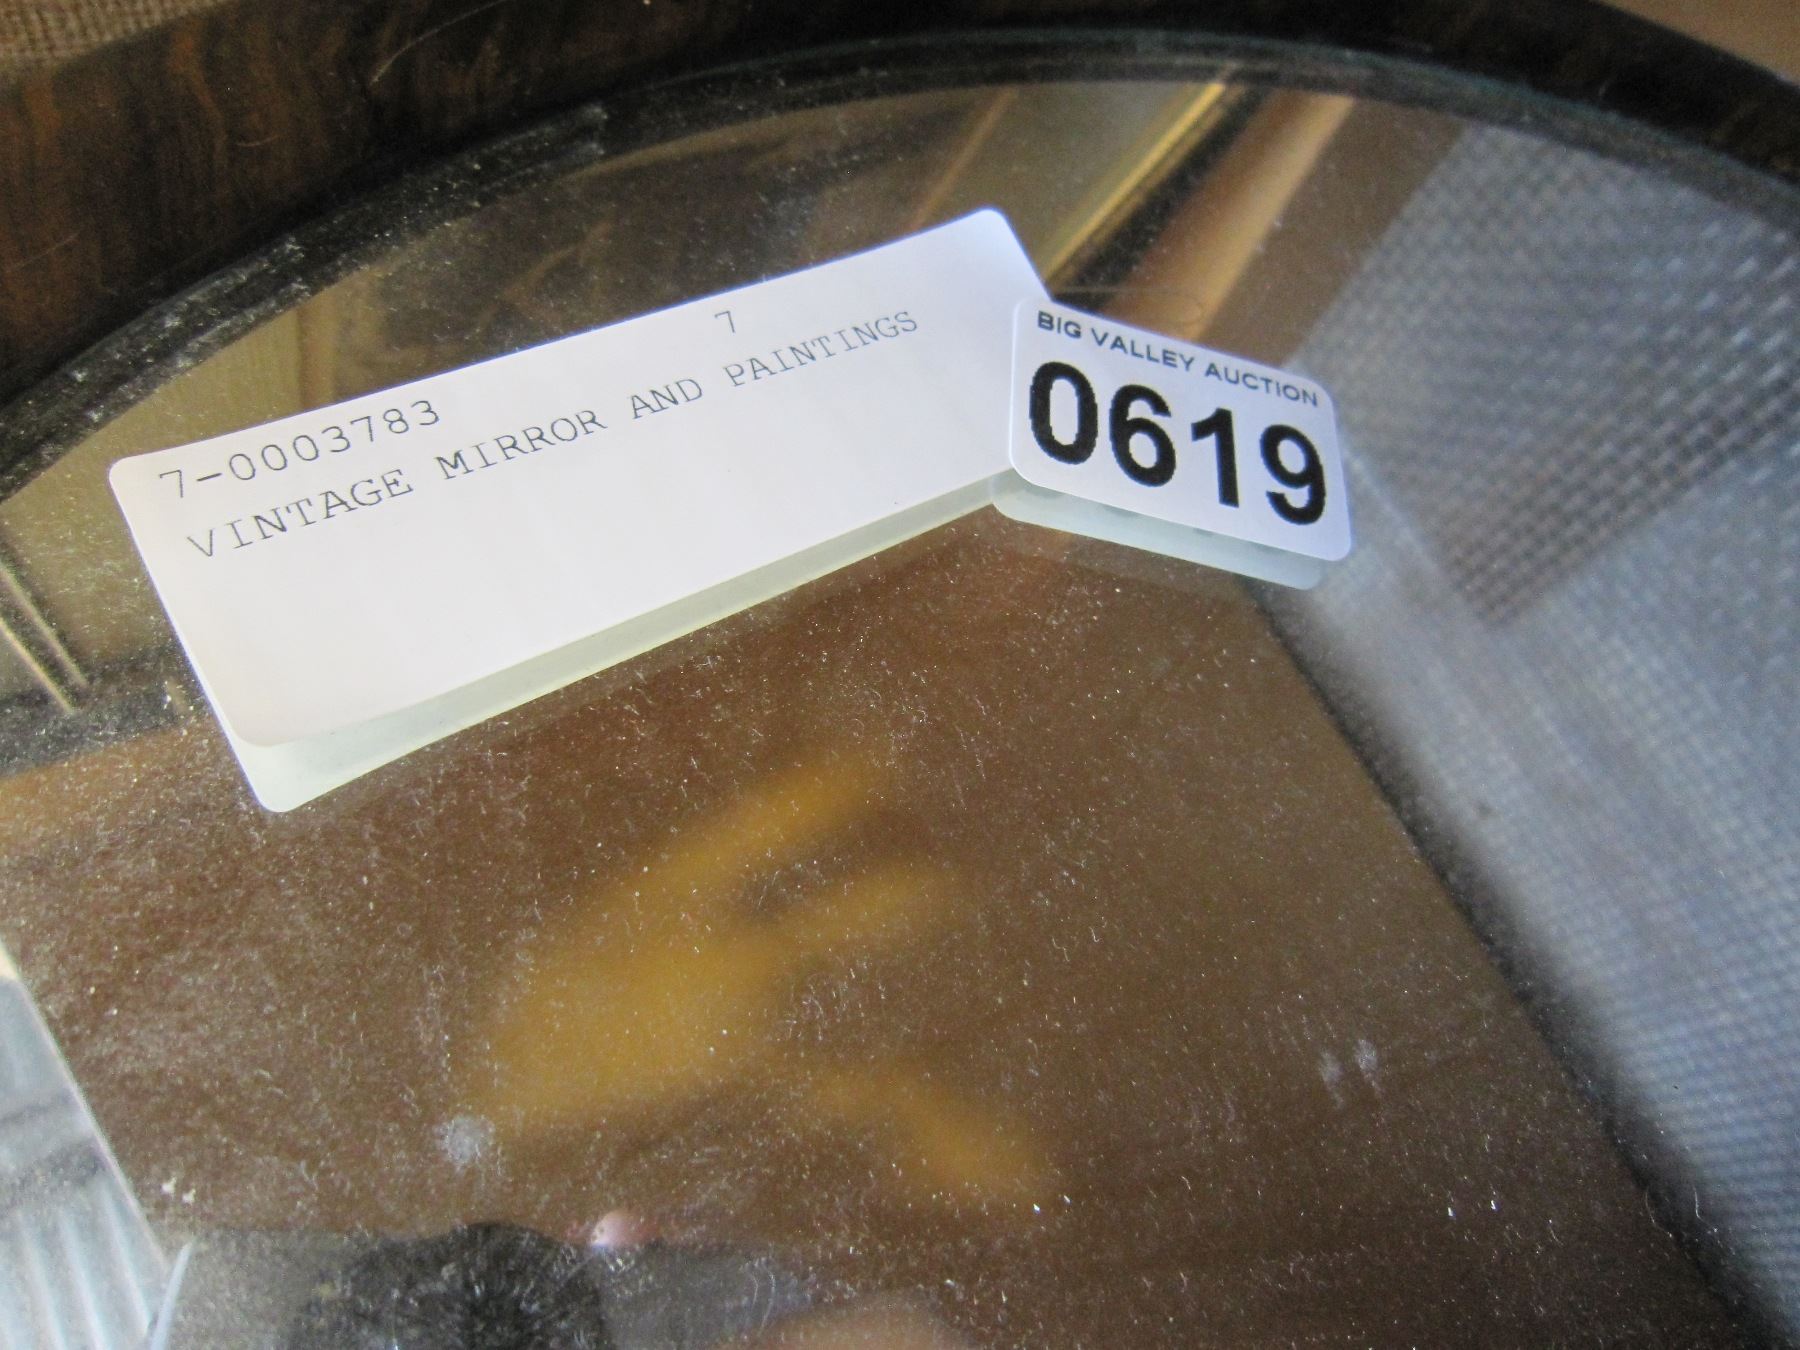 7
7-0003783
VINTAGE MIRROR AND PAINTINGS
BIG VALLEY AUCTION
0619